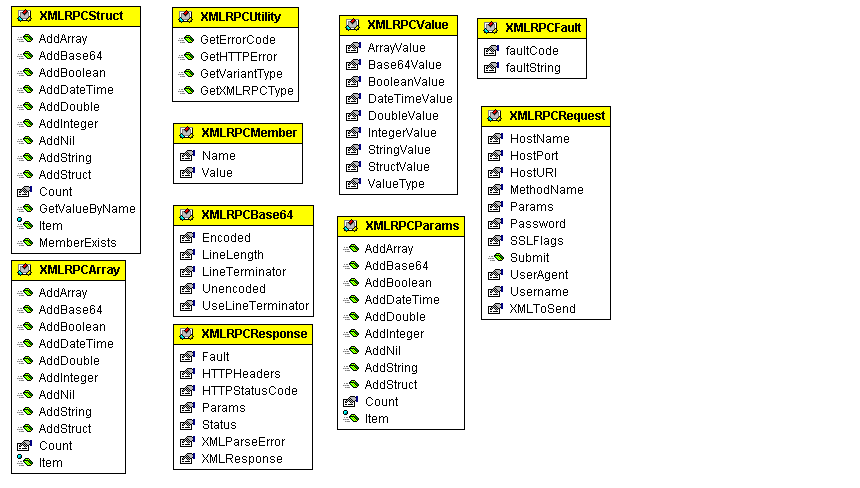 XMLRPCStruct
AddArray
AddBase64
AddBoolean
AddDateTime
AddDouble
AddInteger
AddNil
AddString
AddStruct
Count
GetValueByName
Item
MemberExists
XMLRPCArray
AddArray
AddBase64
AddBoolean
AddDateTime
AddDouble
AddInteger
AddNil
AddString
AddStruct
Count
Item
XMLRPCUtility
GetErrorCode
GetHTTPError
GetVariantType
GetXMLRPCType
XMLRPCMember
Name
Value
XMLRPCBase64
Encoded
LineLength
LineTerminator
Unencoded
UseLineTerminator
XMLRPCResponse
Fault
HTTPHeaders
HTTPStatusCode
Params
Status
XMLParseError
XMLResponse
XMLRPCValue
ArrayValue
Base64Value
BooleanValue
DateTimeValue
DoubleValue
IntegerValue
StringValue
StructValue
ValueType
XMLRPCParams
AddArray
AddBase64
AddBoolean
AddDateTime
AddDouble
AddInteger
AddNil
AddString
AddStruct
Count
Item
XMLRPCFault
faultCode
faultString
XMLRPCRequest
HostName
HostPort
HostURI
MethodName
Params
Password
SSLFlags
Submit
UserAgent
Username
XMLToSend